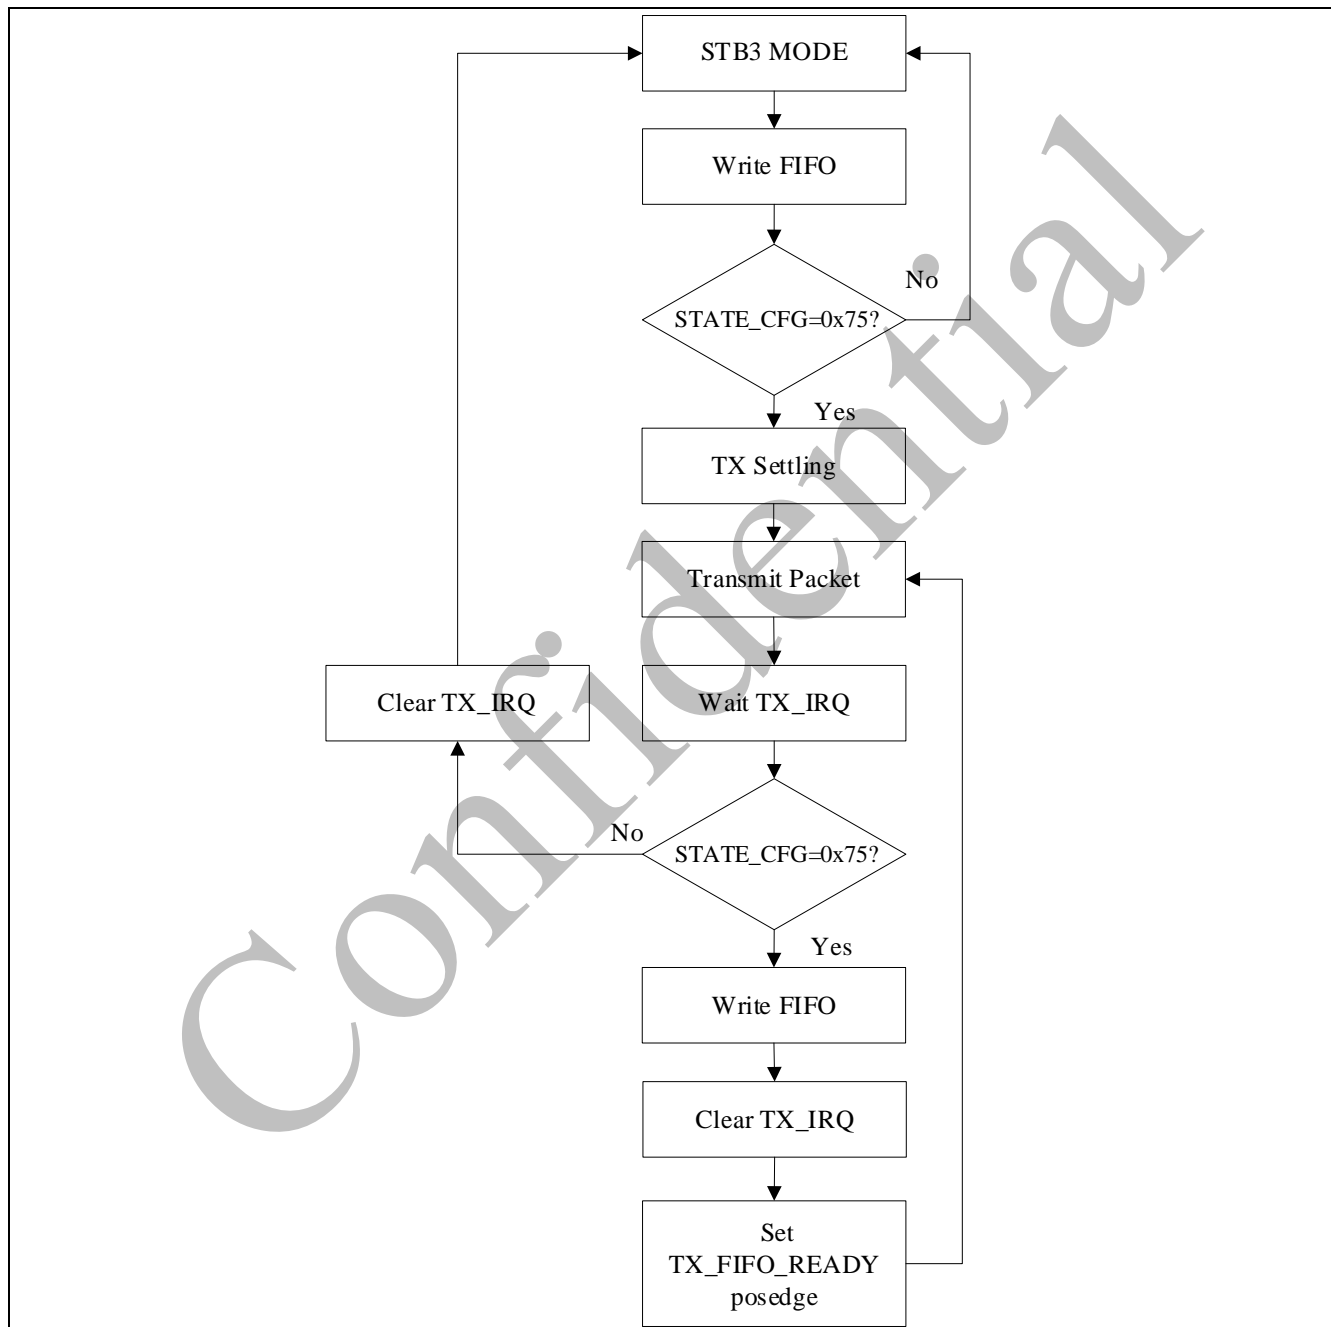 STB3 MODE
Write FIFO
No
STATE_CFG=0x75?
Yes
TX Settling
Transmit Packet
Clear TX_IRQ
Wait TX_IRQ
No
STATE_CFG=0x75?
Yes
Write FIFO
Clear TX_IRQ
Set
TX_FIFO_READY
posedge
Confidential